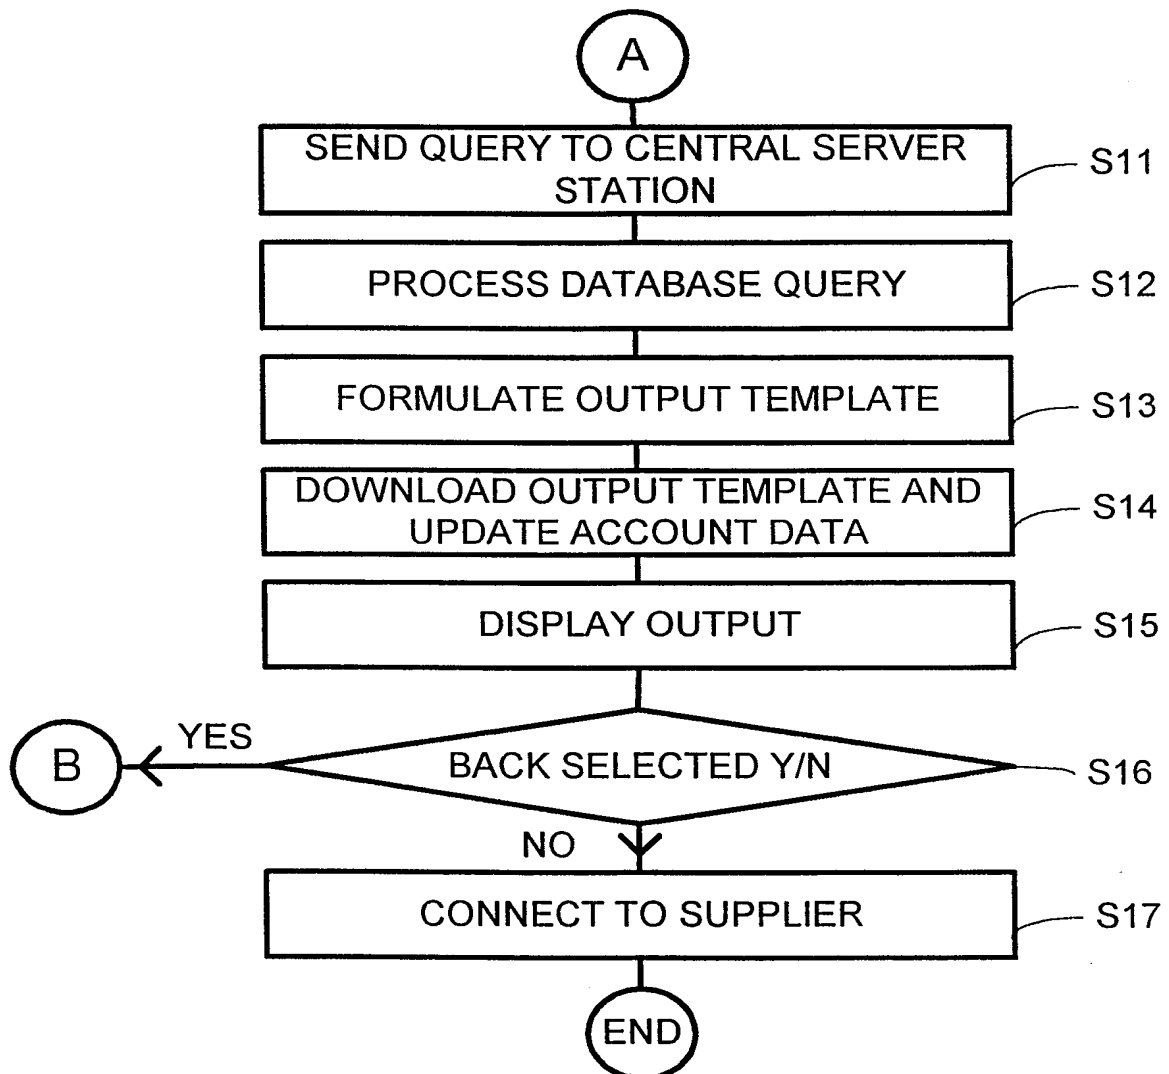 A
SEND QUERY TO CENTRAL SERVER
STATION
S11
PROCESS DATABASE QUERY
S12
FORMULATE OUTPUT TEMPLATE
S13
DOWNLOAD OUTPUT TEMPLATE AND
UPDATE ACCOUNT DATA
S14
DISPLAY OUTPUT
S15
B
YES
BACK SELECTED Y/N
S16
NO
CONNECT TO SUPPLIER
S17
END